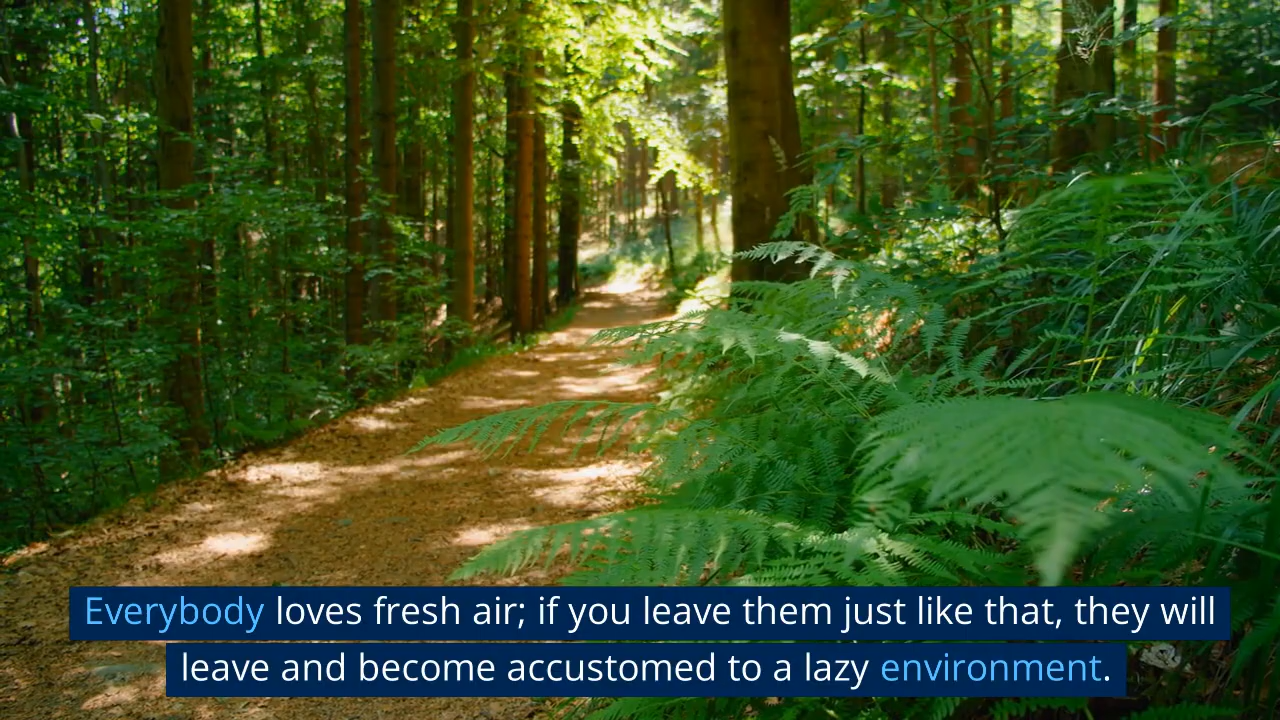 Everybody loves fresh air; if you leave them just like that, they will
leave and become accustomed to a lazy environment.